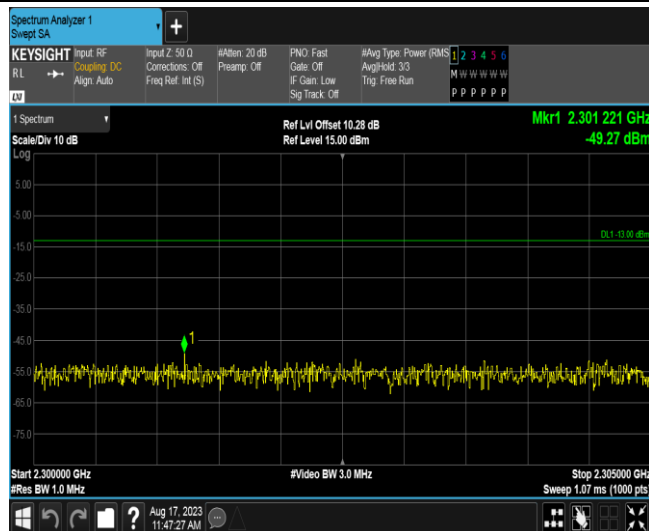 Spectrum Analyzer 1
Swept SA
KEYSIGHT
RL
Input: RF
Coupling: DC
Align: Auto
Input Z: 50 Ω
Corrections: Off
Freq Ref: Int (S)
#Atten: 20 dB
Preamp: Off
PNO: Fast
Gate: Off
IF Gain: Low
Sig Track: Off
#Avg Type: Power (RMS
Avg|Hold: 3/3
Trig: Free Run
1 2 3 4 5 6
M W W W W W
P P P P P P
1 Spectrum
Scale/Div 10 dB
Ref Lvl Offset 10.28 dB
Ref Level 15.00 dBm
Mkr1 2.301 221 GHz
-49.27 dBm
Log
5.00
-5.00
DL1 -13.00 dBm
-15.0
-25.0
-35.0
1
-45.0
-55.0
-65.0
-75.0
Start 2.300000 GHz
#Res BW 1.0 MHz
#Video BW 3.0 MHz
Stop 2.305000 GHz
Sweep 1.07 ms (1000 pts)
?
Aug 17, 2023
11:47:27 AM